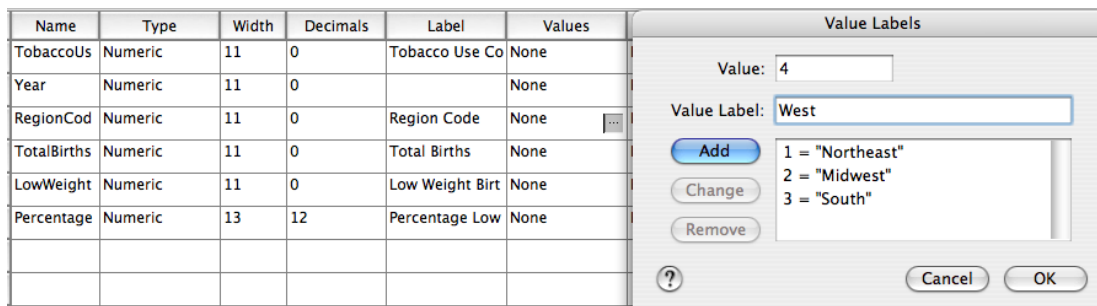 Name Type Width Decimals Label Values
TobaccoUs Numeric 11 0 Tobacco Use Co None
Year Numeric 11 0 None
RegionCod Numeric 11 0 Region Code None ...
TotalBirths Numeric 11 0 Total Births None
LowWeight Numeric 11 0 Low Weight Birt None
Percentage Numeric 13 12 Percentage Low None
Value Labels
Value: 4
Value Label: West
Add
Change
Remove
1 = "Northeast"
2 = "Midwest"
3 = "South"
? Cancel OK